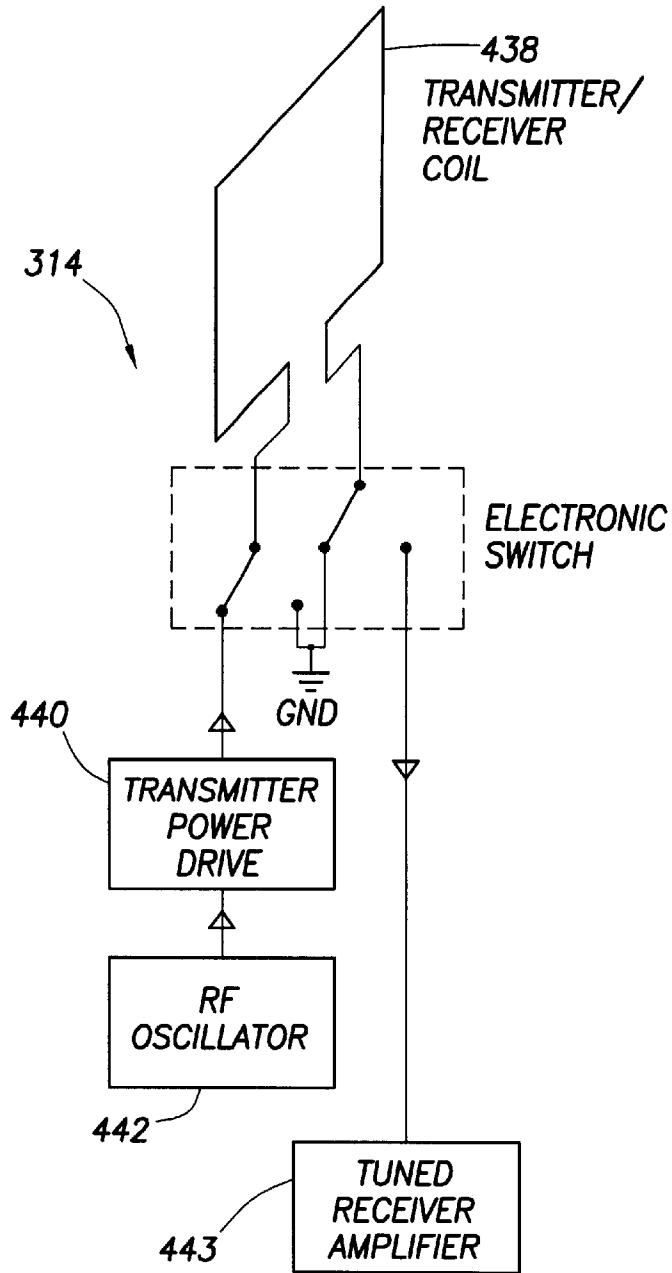 438
TRANSMITTER/
RECEIVER
COIL
314
ELECTRONIC
SWITCH
GND
440
TRANSMITTER
POWER
DRIVE
RF
OSCILLATOR
442
TUNED
RECEIVER
AMPLIFIER
443